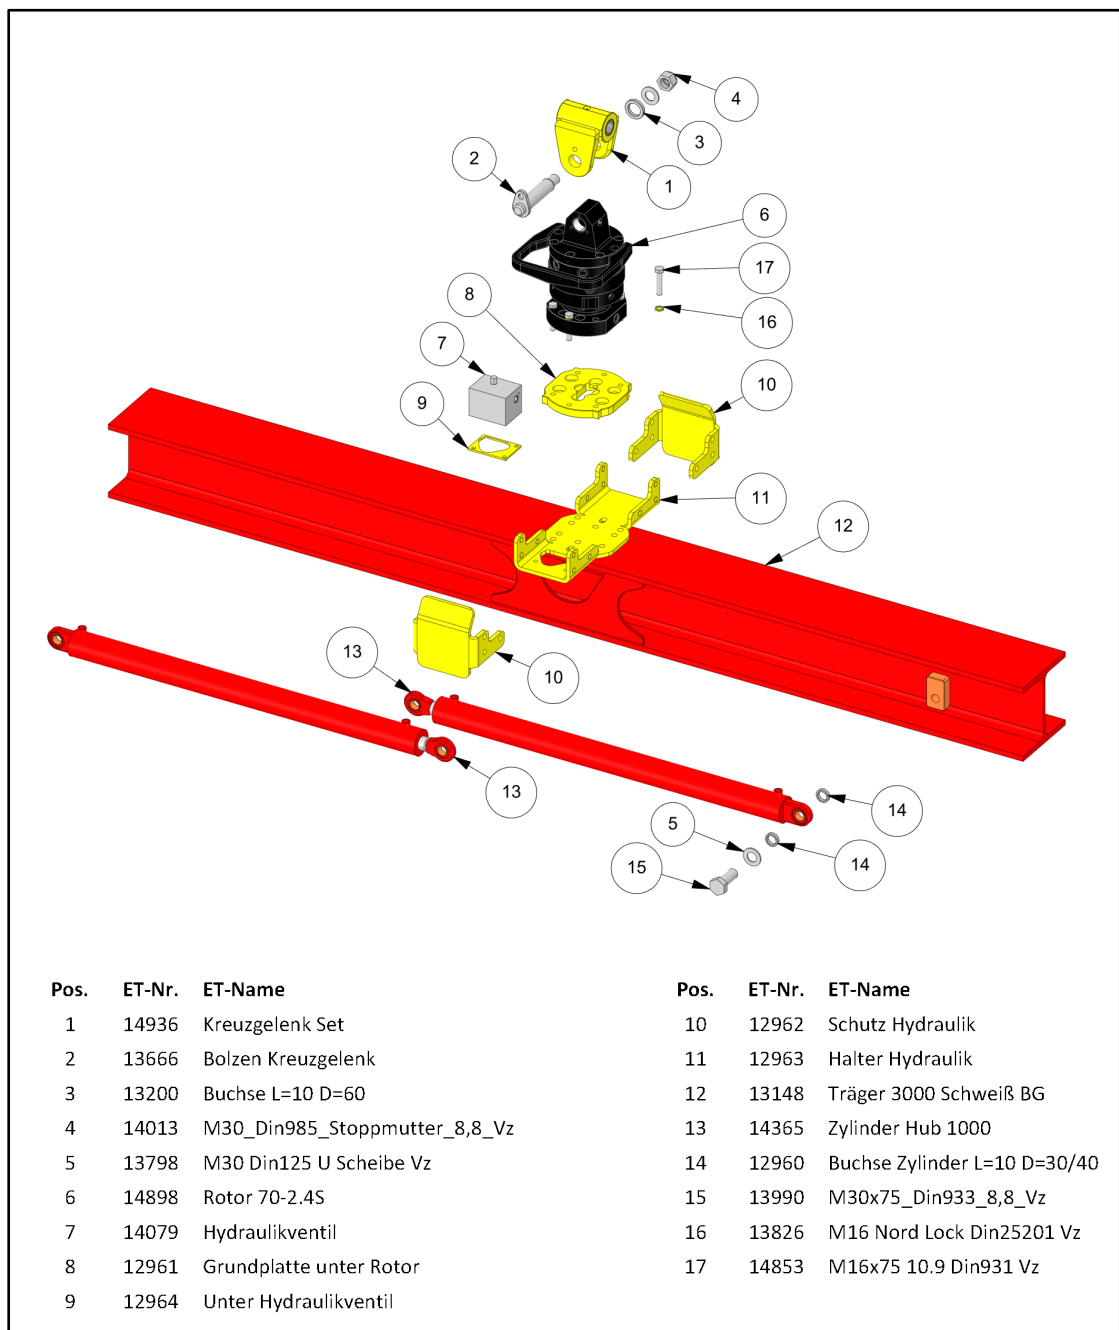 4
3
2
1
6
17
8
16
7
10
9
11
12
13
10
13
14
5
14
15
Pos. ET-Nr. ET-Name
1 14936 Kreuzgelenk Set
2 13666 Bolzen Kreuzgelenk
3 13200 Buchse L=10 D=60
4 14013 M30_Din985_Stoppmutter_8,8_Vz
5 13798 M30 Din125 U Scheibe Vz
6 14898 Rotor 70-2.4S
7 14079 Hydraulikventil
8 12961 Grundplatte unter Rotor
9 12964 Unter Hydraulikventil
Pos. ET-Nr. ET-Name
10 12962 Schutz Hydraulik
11 12963 Halter Hydraulik
12 13148 Träger 3000 Schweiß BG
13 14365 Zylinder Hub 1000
14 12960 Buchse Zylinder L=10 D=30/40
15 13990 M30x75_Din933_8,8_Vz
16 13826 M16 Nord Lock Din25201 Vz
17 14853 M16x75 10.9 Din931 Vz